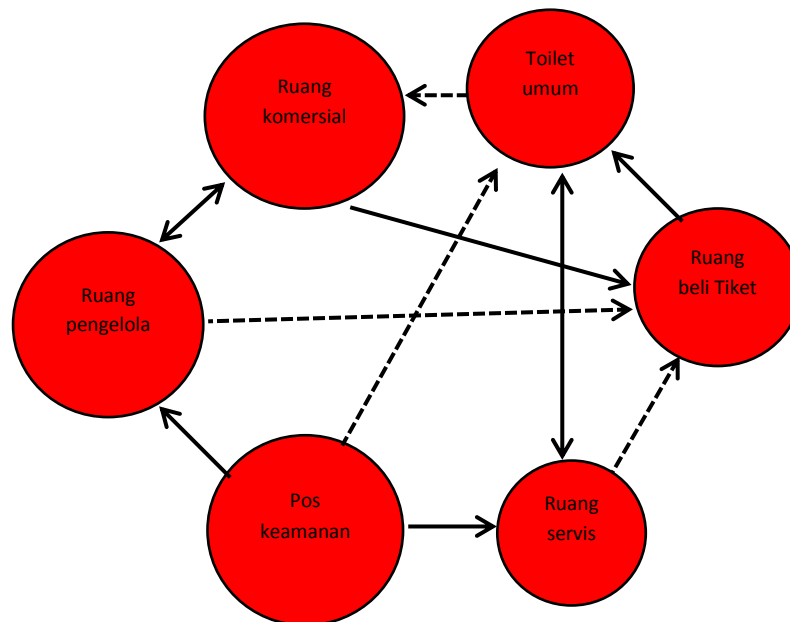 Toilet
umum
Ruang
komersial
Ruang
beli Tiket
Ruang
pengelola
Pos
keamanan
Ruang
servis